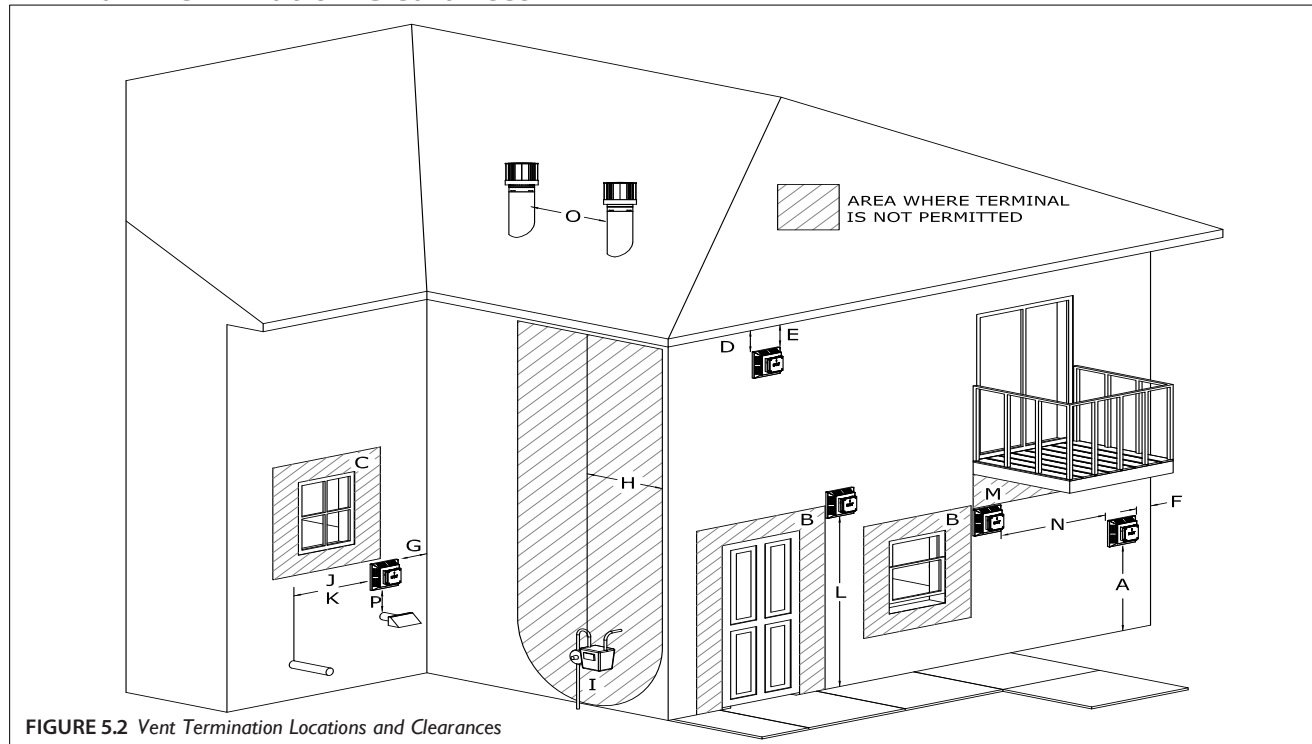 AREA WHERE TERMINAL
IS NOT PERMITTED
O
D
E
C
H
B
B
M
F
G
N
J
K
P
L
A
I
FIGURE 5.2 Vent Termination Locations and Clearances